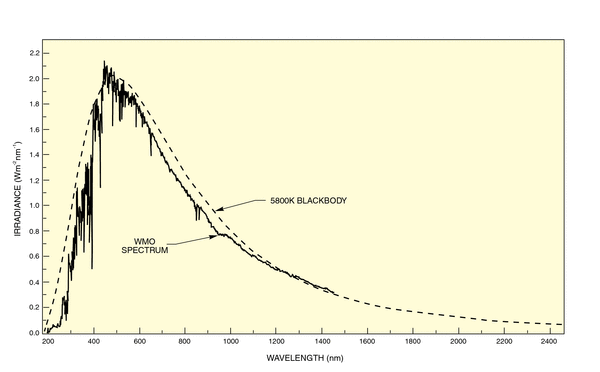 2.2
2.0
1.8
1.6
1.4
1.2
1.0
0.8
0.6
0.4
0.2
0.0
IRRADIANCE (Wm⁻²nm⁻¹)
5800K BLACKBODY
WMO
SPECTRUM
200 400 600 800 1000 1200 1400 1600 1800 2000 2200 2400
WAVELENGTH (nm)